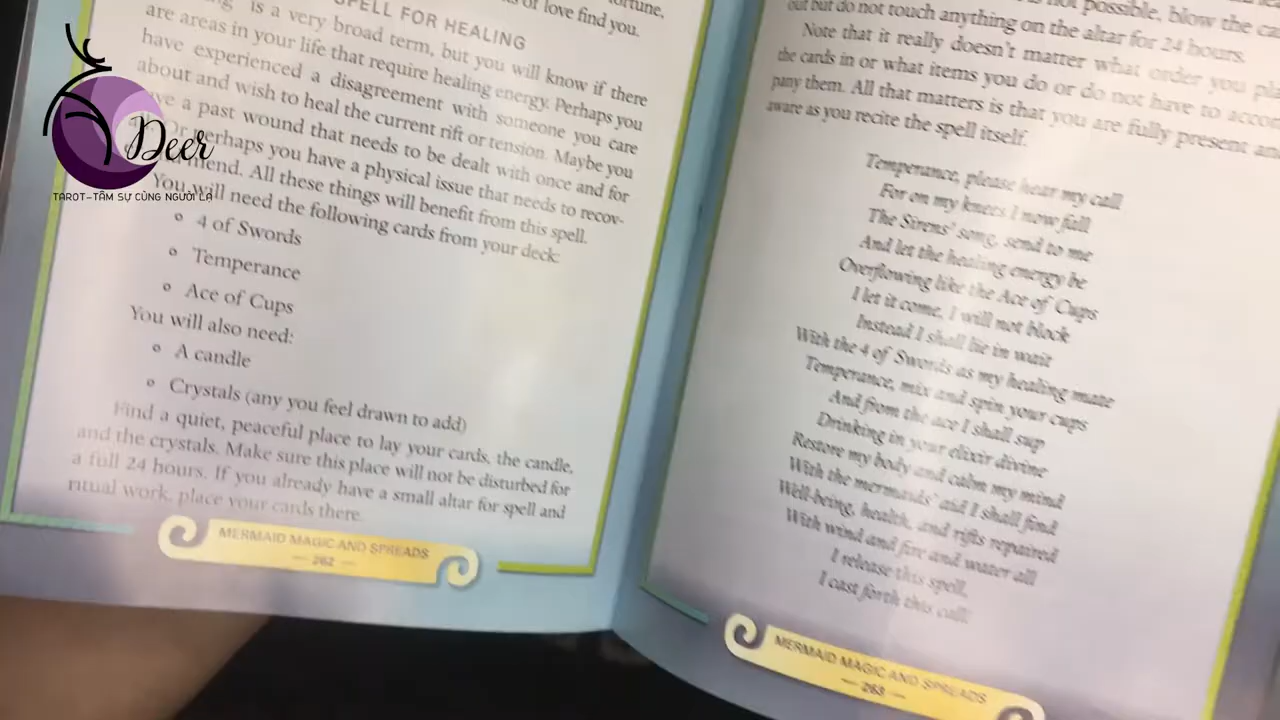 ortune,
of love find you.
SPELL FOR HEALING
is a very broad term, but you will know if there
are areas in your life that require healing energy. Perhaps you
have experienced a disagreement with someone you care
about and wish to heal the current rift or tension. Maybe you
have a past wound that needs to be dealt with once and for
Or perhaps you have a physical issue that needs to recov-
mend. All these things will benefit from this spell.
You will need the following cards from your deck:
4 of Swords
Temperance
Ace of Cups
You will also need:
A candle
Crystals (any you feel drawn to add)
Find a quiet, peaceful place to lay your cards, the candle,
and the crystals. Make sure this place will not be disturbed for
a full 24 hours. If you already have a small altar for spell and
ritual work, place your cards there.
MERMAID MAGIC AND SPREADS
— 262 —
Deer
TAROT-TÂM SỰ CÙNG NGƯỜI LẠ
not possible, blow the ca
out but do not touch anything on the altar for 24 hours.
Note that it really doesn't matter what order you pla
the cards in or what items you do or do not have to accom
pany them. All that matters is that you are fully present and
aware as you recite the spell itself.
Temperance, please hear my call
For on my knees I now fall
The Sirens' song, send to me
And let the healing energy be
Overflowing like the Ace of Cups
I let it come, I will not block
Instead I shall lie in wait
With the 4 of Swords as my healing mate
Temperance, mix and spin your cups
And from the ace I shall sup
Drinking in your elixir divine
Restore my body and calm my mind
With the mermaids' aid I shall find
Well-being, health, and rifts repaired
With wind and fire and water all
I release this spell,
I cast forth this call.
MERMAID MAGIC AND SPREADS
— 263 —